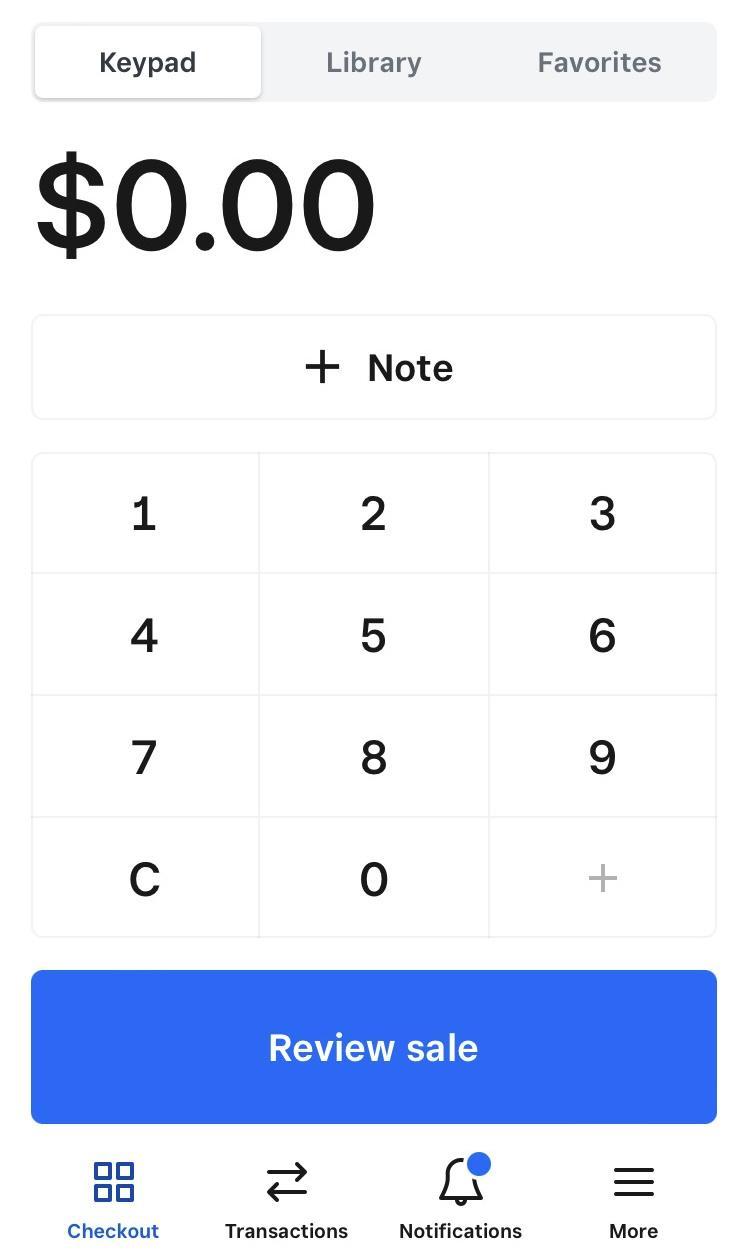 Keypad Library Favorites
$0.00
+ Note
1 2 3
4 5 6
7 8 9
C 0 +
Review sale
Checkout Transactions Notifications More